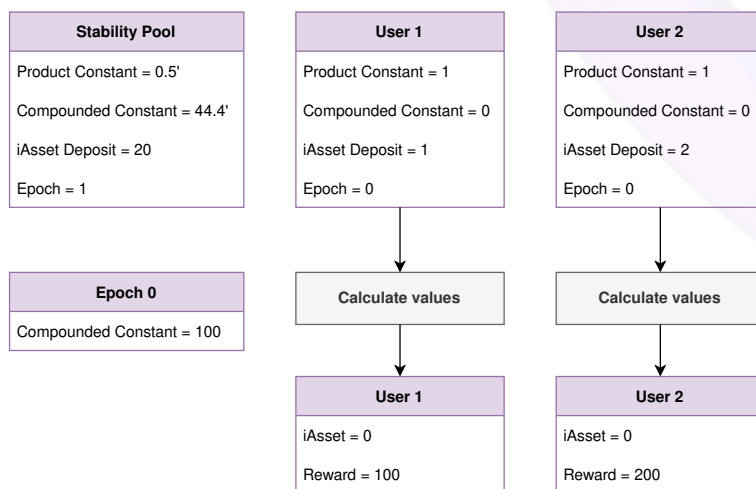 Stability Pool
Product Constant = 0.5'
Compounded Constant = 44.4'
iAsset Deposit = 20
Epoch = 1
User 1
Product Constant = 1
Compounded Constant = 0
iAsset Deposit = 1
Epoch = 0
User 2
Product Constant = 1
Compounded Constant = 0
iAsset Deposit = 2
Epoch = 0
Epoch 0
Compounded Constant = 100
Calculate values
Calculate values
User 1
iAsset = 0
Reward = 100
User 2
iAsset = 0
Reward = 200